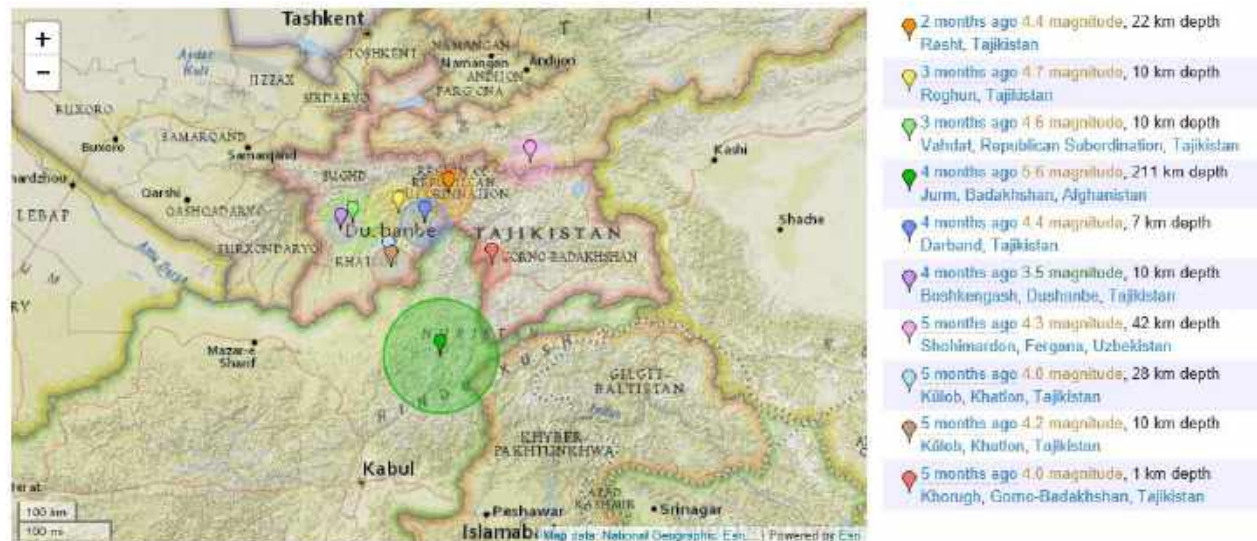 +
−
Tashkent
TOSHKENT
NAMANGAN
Namangan
Andijon
ANDIJON
FARG'ONA
JIZZAX
SIRDARYO
BUXORO
Buxoro
SAMARQAND
Samarqand
Kashi
Qarshi
QASHQADARYO
SUGHD
LEBAP
SURXONDARYO
Dushanbe
TAJIKISTAN
GORNO-BADAKHSHAN
Shache
Mazar-e
Sharif
HINDU KUSH
GILGIT-
BALTISTAN
Indus
KHYBER
PAKHTUNKHWA
Kabul
AZAD
KASHMIR
Peshawar
Srinagar
100 km
100 mi
Map data: National Geographic, Esri, | Powered by Esri
2 months ago 4.4 magnitude, 22 km depth
Rasht, Tajikistan
3 months ago 4.7 magnitude, 10 km depth
Roghun, Tajikistan
3 months ago 4.6 magnitude, 10 km depth
Vahdat, Republican Subordination, Tajikistan
4 months ago 5.6 magnitude, 211 km depth
Jurm, Badakhshan, Afghanistan
4 months ago 4.4 magnitude, 7 km depth
Darband, Tajikistan
4 months ago 3.5 magnitude, 10 km depth
Boshkengash, Dushanbe, Tajikistan
5 months ago 4.3 magnitude, 42 km depth
Shohimardon, Fergana, Uzbekistan
5 months ago 4.0 magnitude, 28 km depth
Kŭlob, Khatlon, Tajikistan
5 months ago 4.2 magnitude, 10 km depth
Kŭlob, Khatlon, Tajikistan
5 months ago 4.0 magnitude, 1 km depth
Khorugh, Gorno-Badakhshan, Tajikistan